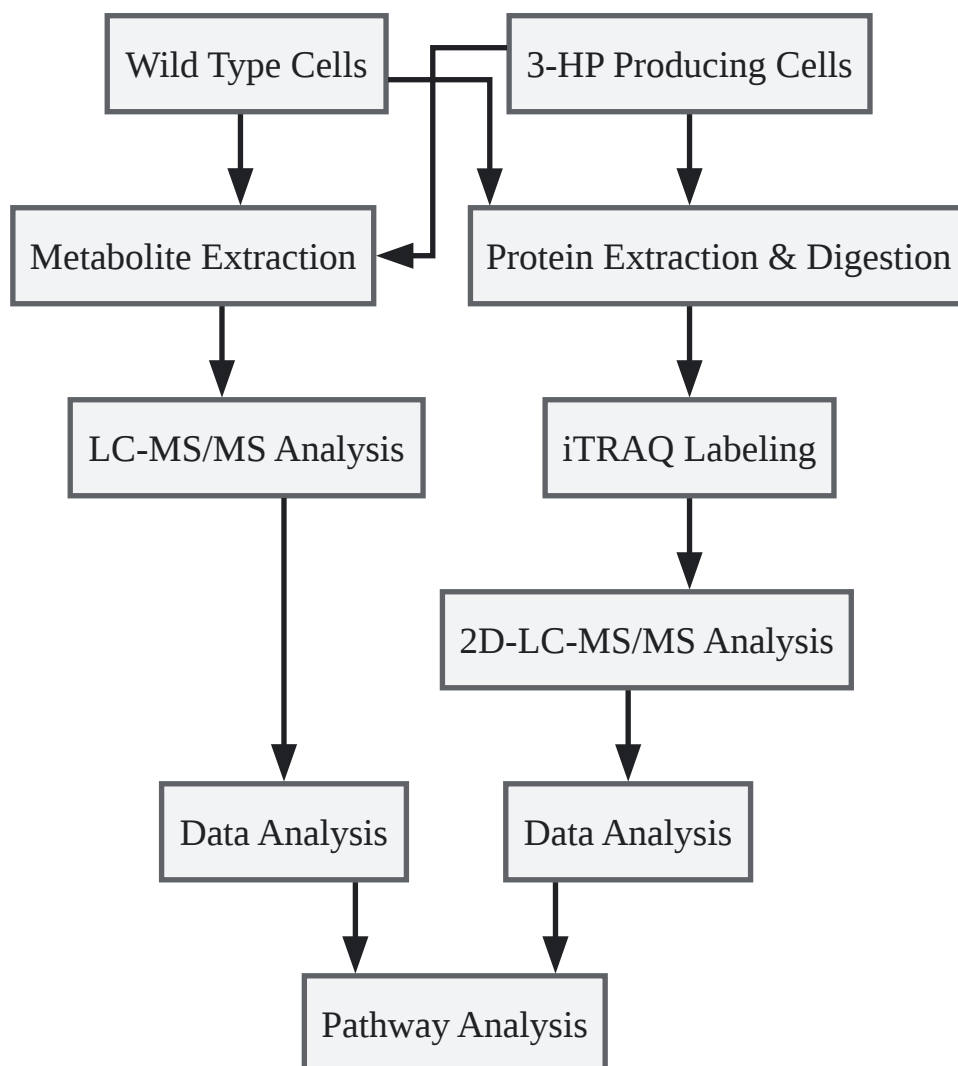 Wild Type Cells
3-HP Producing Cells
Metabolite Extraction
Protein Extraction & Digestion
LC-MS/MS Analysis
iTRAQ Labeling
2D-LC-MS/MS Analysis
Data Analysis
Data Analysis
Pathway Analysis